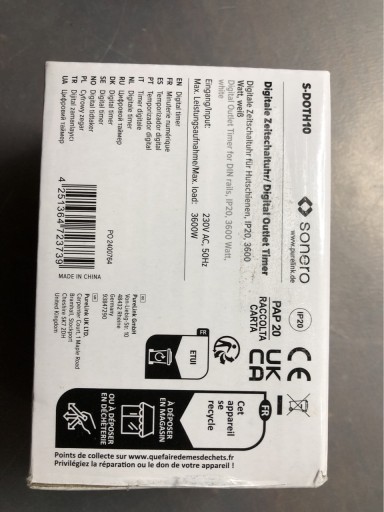 S-DOTH10
sonero
www.purelink.de
Digitale Zeitschaltuhr/ Digital Outlet Timer
Digitale Zeitschaltuhr für Hutschienen, IP20, 3600
Watt, weiß
Digital Outlet Timer for DIN rails, IP20, 3600 Watt,
white
Eingang/Input: 230V AC, 50Hz
Max. Leistungsaufnahme/Max. load: 3600W
EN Digital timer
FR Minuterie numérique
ES Temporizador digital
PT Temporizador digital
IT Timer digitale
NL Digitale timer
RU Цифровой таймер
DK Digital timer
SE Digital timer
NO Digital tidtaker
PL Cyfrowy zegar
TR Dijital zamanlayıcı
UA Цифровий таймер
PO 2400764
4 251364 723739
MADE IN CHINA
PureLink GmbH
Von-Liebig-Str. 10
48432 Rheine
Germany
PureLink UK LTD.
Carpenter Court, 1 Maple Road
Bramhall, Stockport
Cheshire SK7 2DH
United Kingdom
IP20
CE
PAP 20
RACCOLTA
CARTA
UK
CA
FR
ETUI
FR
Cet
appareil
se
recycle
À DÉPOSER
EN MAGASIN
OU À DÉPOSER
EN DÉCHÈTERIE
Points de collecte sur www.quefairedemesdechets.fr
Privilégiez la réparation ou le don de votre appareil !